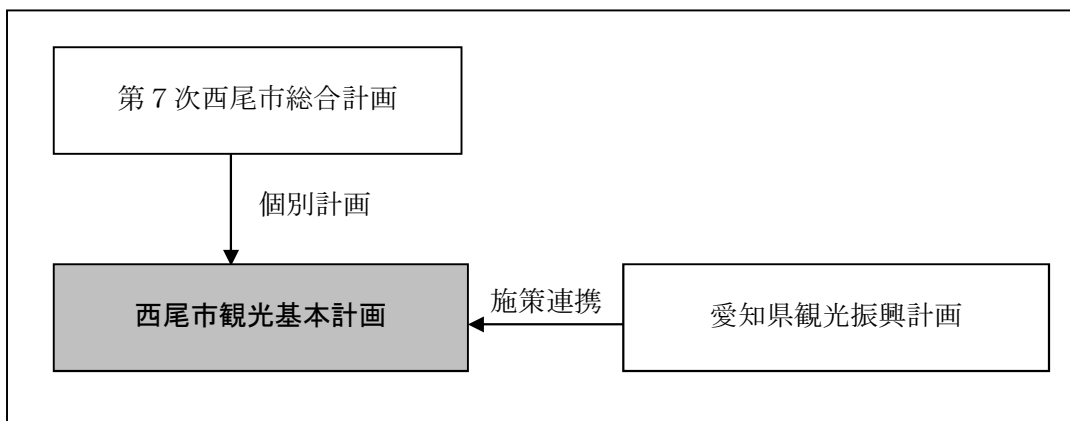 第７次西尾市総合計画
個別計画
西尾市観光基本計画
施策連携
愛知県観光振興計画